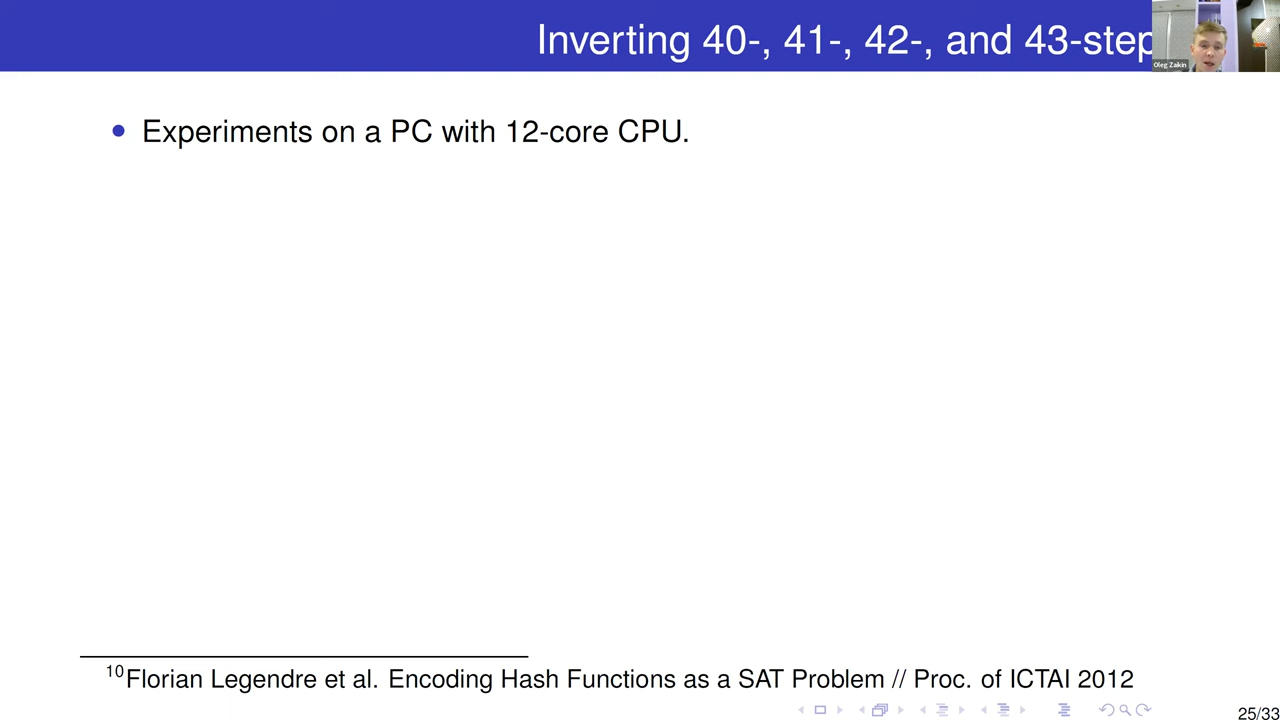 Inverting 40-, 41-, 42-, and 43-step
Oleg Zaikin
• Experiments on a PC with 12-core CPU.
10Florian Legendre et al. Encoding Hash Functions as a SAT Problem // Proc. of ICTAI 2012
25/33